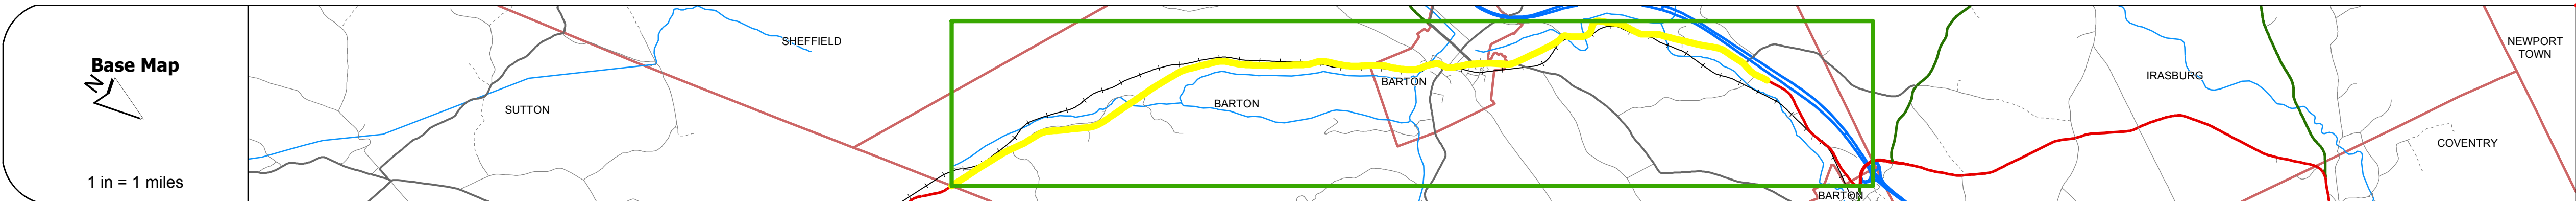 Base Map
N
1 in = 1 miles
SUTTON
SHEFFIELD
BARTON
BARTON
BARTON
IRASBURG
NEWPORT
TOWN
COVENTRY